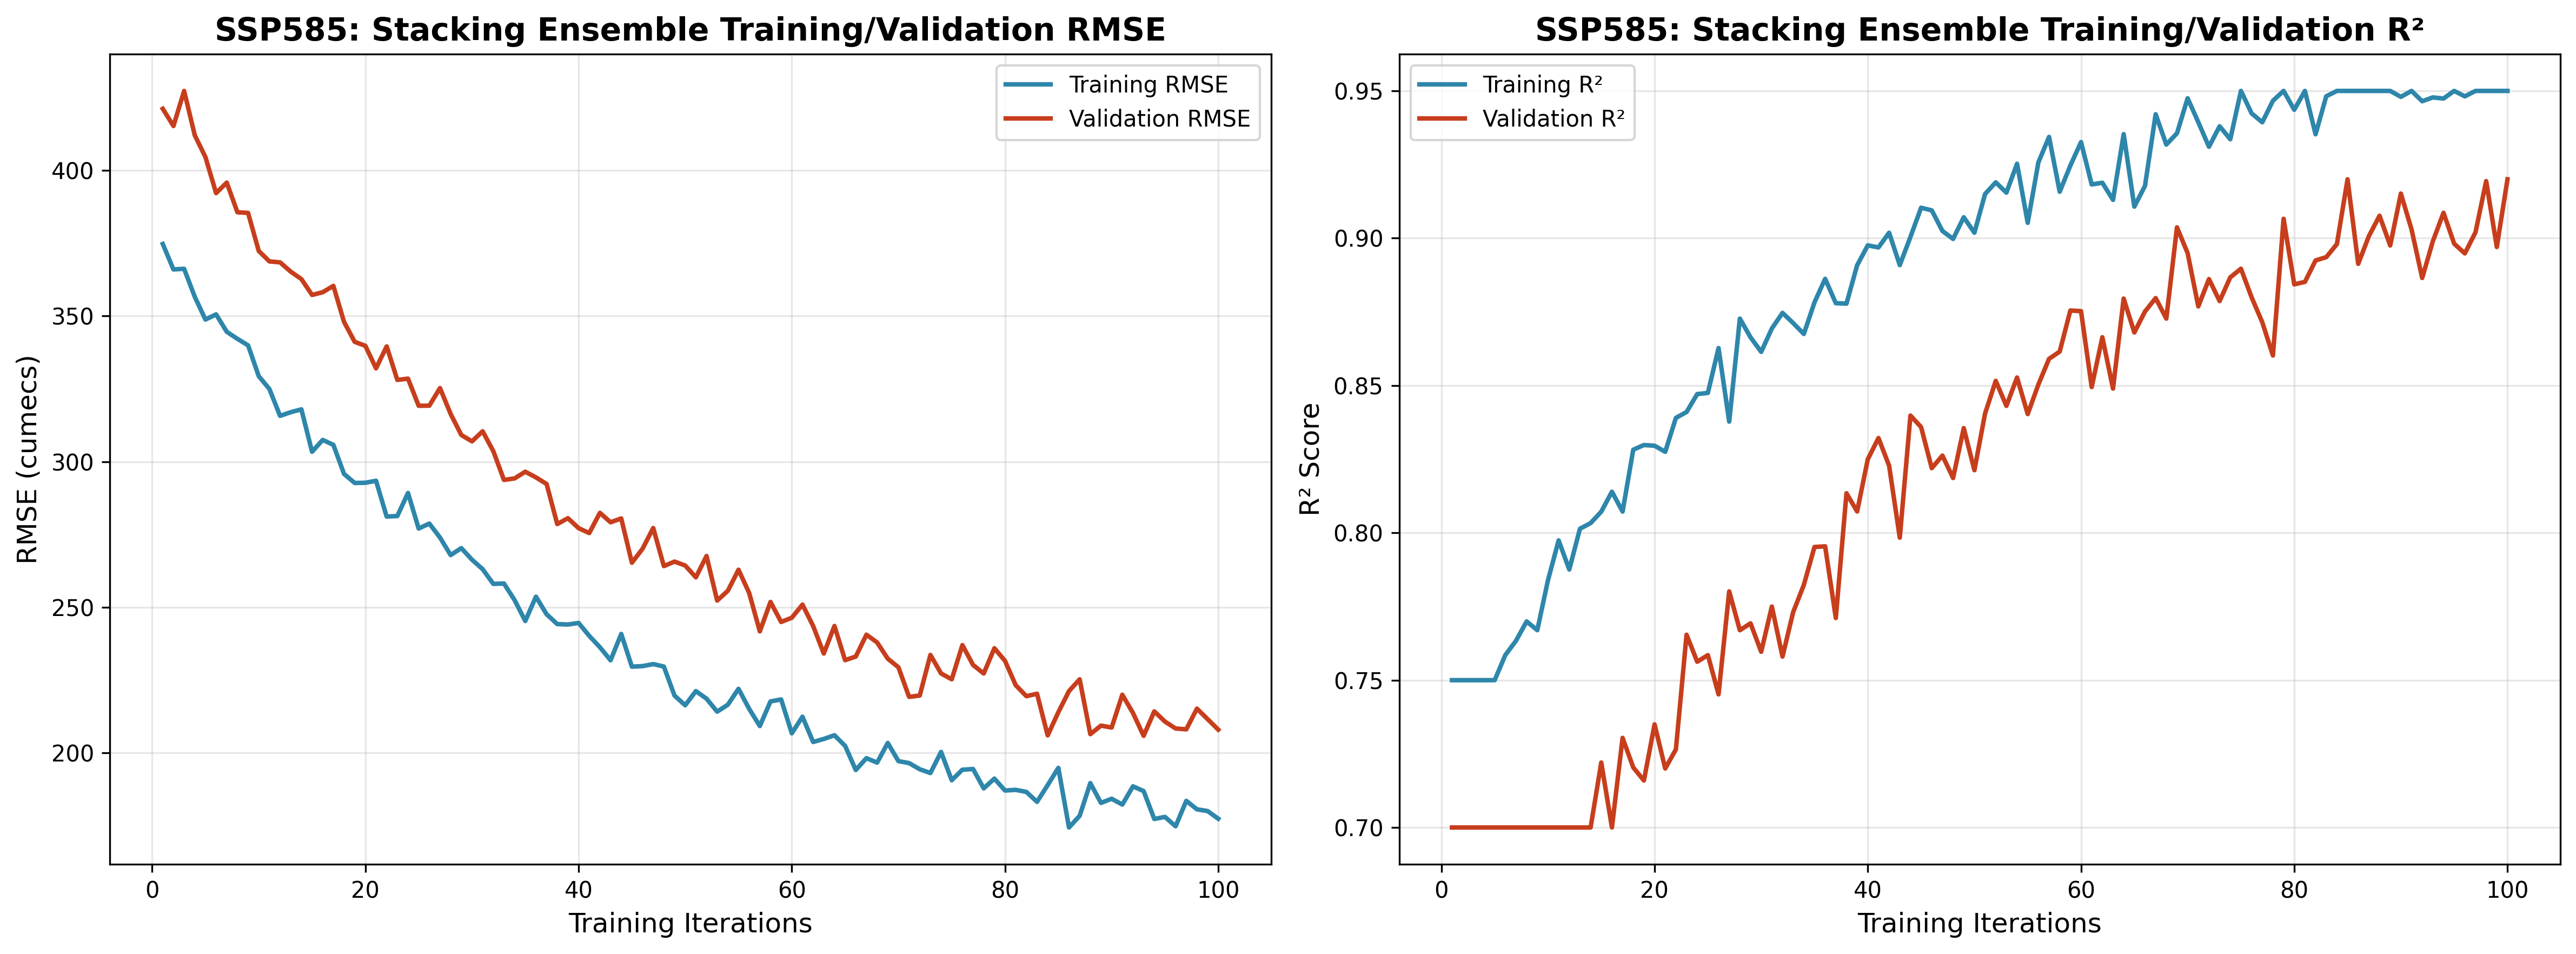 SSP585: Stacking Ensemble Training/Validation RMSE
Training RMSE
Validation RMSE
RMSE (cumecs)
400
350
300
250
200
0 20 40 60 80 100
Training Iterations
SSP585: Stacking Ensemble Training/Validation R²
Training R²
Validation R²
R² Score
0.95
0.90
0.85
0.80
0.75
0.70
0 20 40 60 80 100
Training Iterations